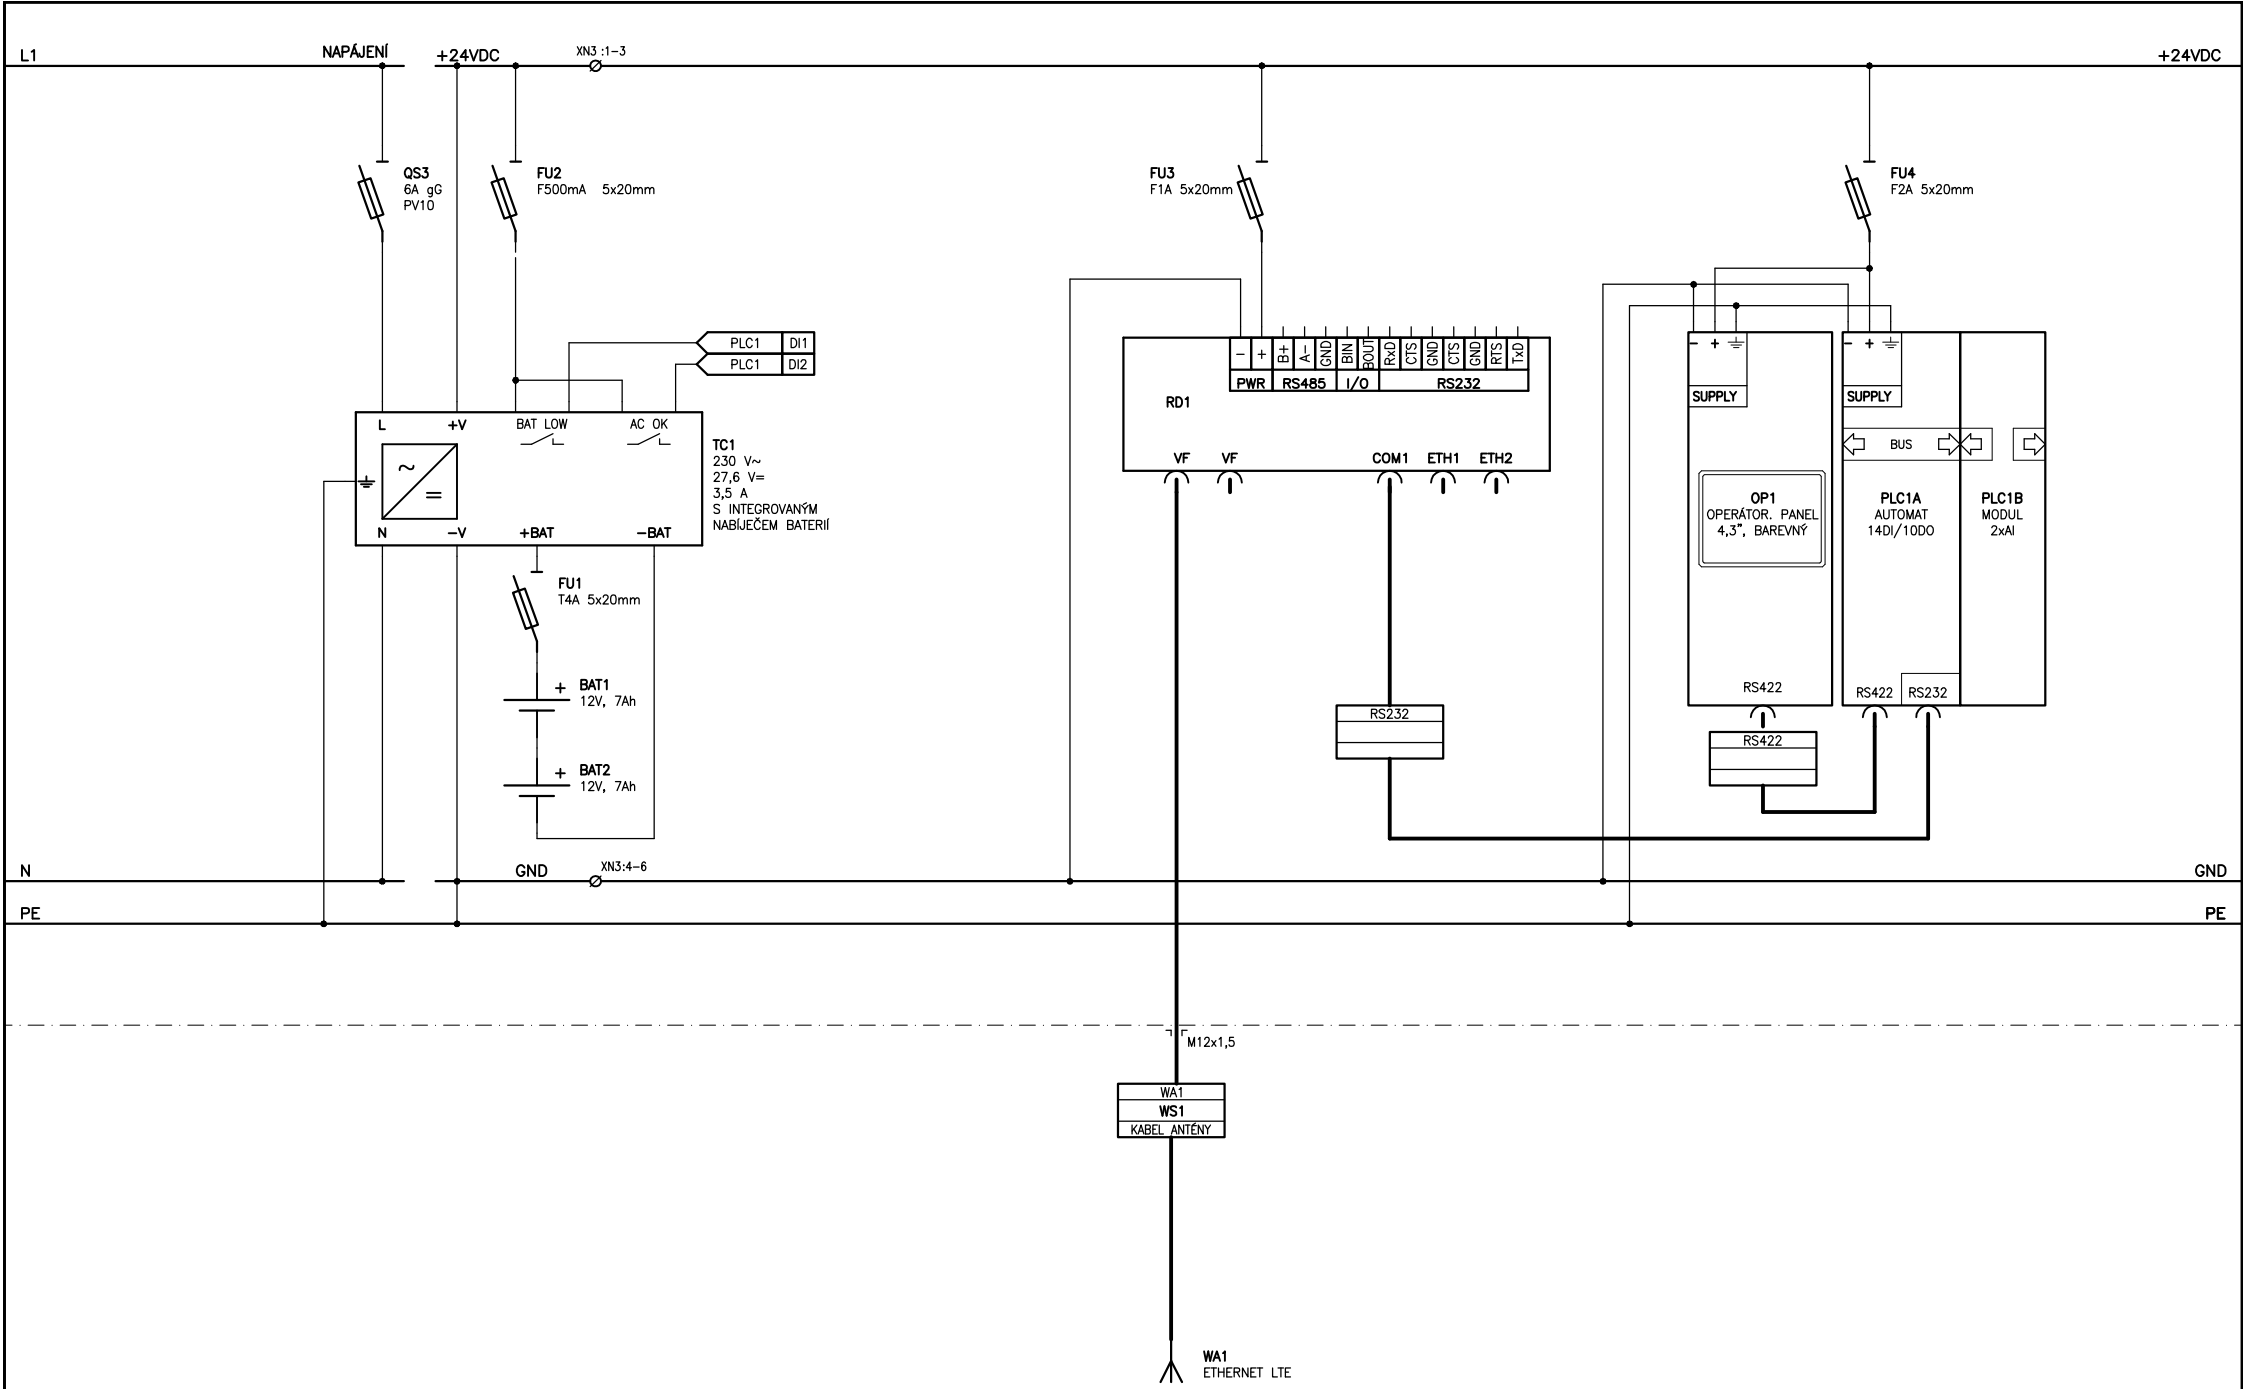 L1
NAPÁJENÍ
+24VDC
XN3 :1-3
+24VDC
QS3
6A gG
PV10
FU2
F500mA 5x20mm
FU3
F1A 5x20mm
FU4
F2A 5x20mm
PLC1 DI1
PLC1 DI2
L
+V
BAT LOW
AC OK
N
-V
+BAT
-BAT
TC1
230 V~
27,6 V=
3,5 A
S INTEGROVANÝM
NABÍJEČEM BATERIÍ
FU1
T4A 5x20mm
+ BAT1
12V, 7Ah
+ BAT2
12V, 7Ah
- + B+ A- GND BIN BOUT RxD CTS GND CTS GND RTS TxD
PWR RS485 I/O RS232
RD1
VF VF COM1 ETH1 ETH2
RS232
- +
SUPPLY
OP1
OPERÁTOR. PANEL
4,3", BAREVNÝ
RS422
RS422
- +
SUPPLY
BUS
PLC1A
AUTOMAT
14DI/10DO
RS422 RS232
PLC1B
MODUL
2xAI
N
GND
XN3:4-6
GND
PE
PE
M12x1,5
WA1
WS1
KABEL ANTÉNY
WA1
ETHERNET LTE